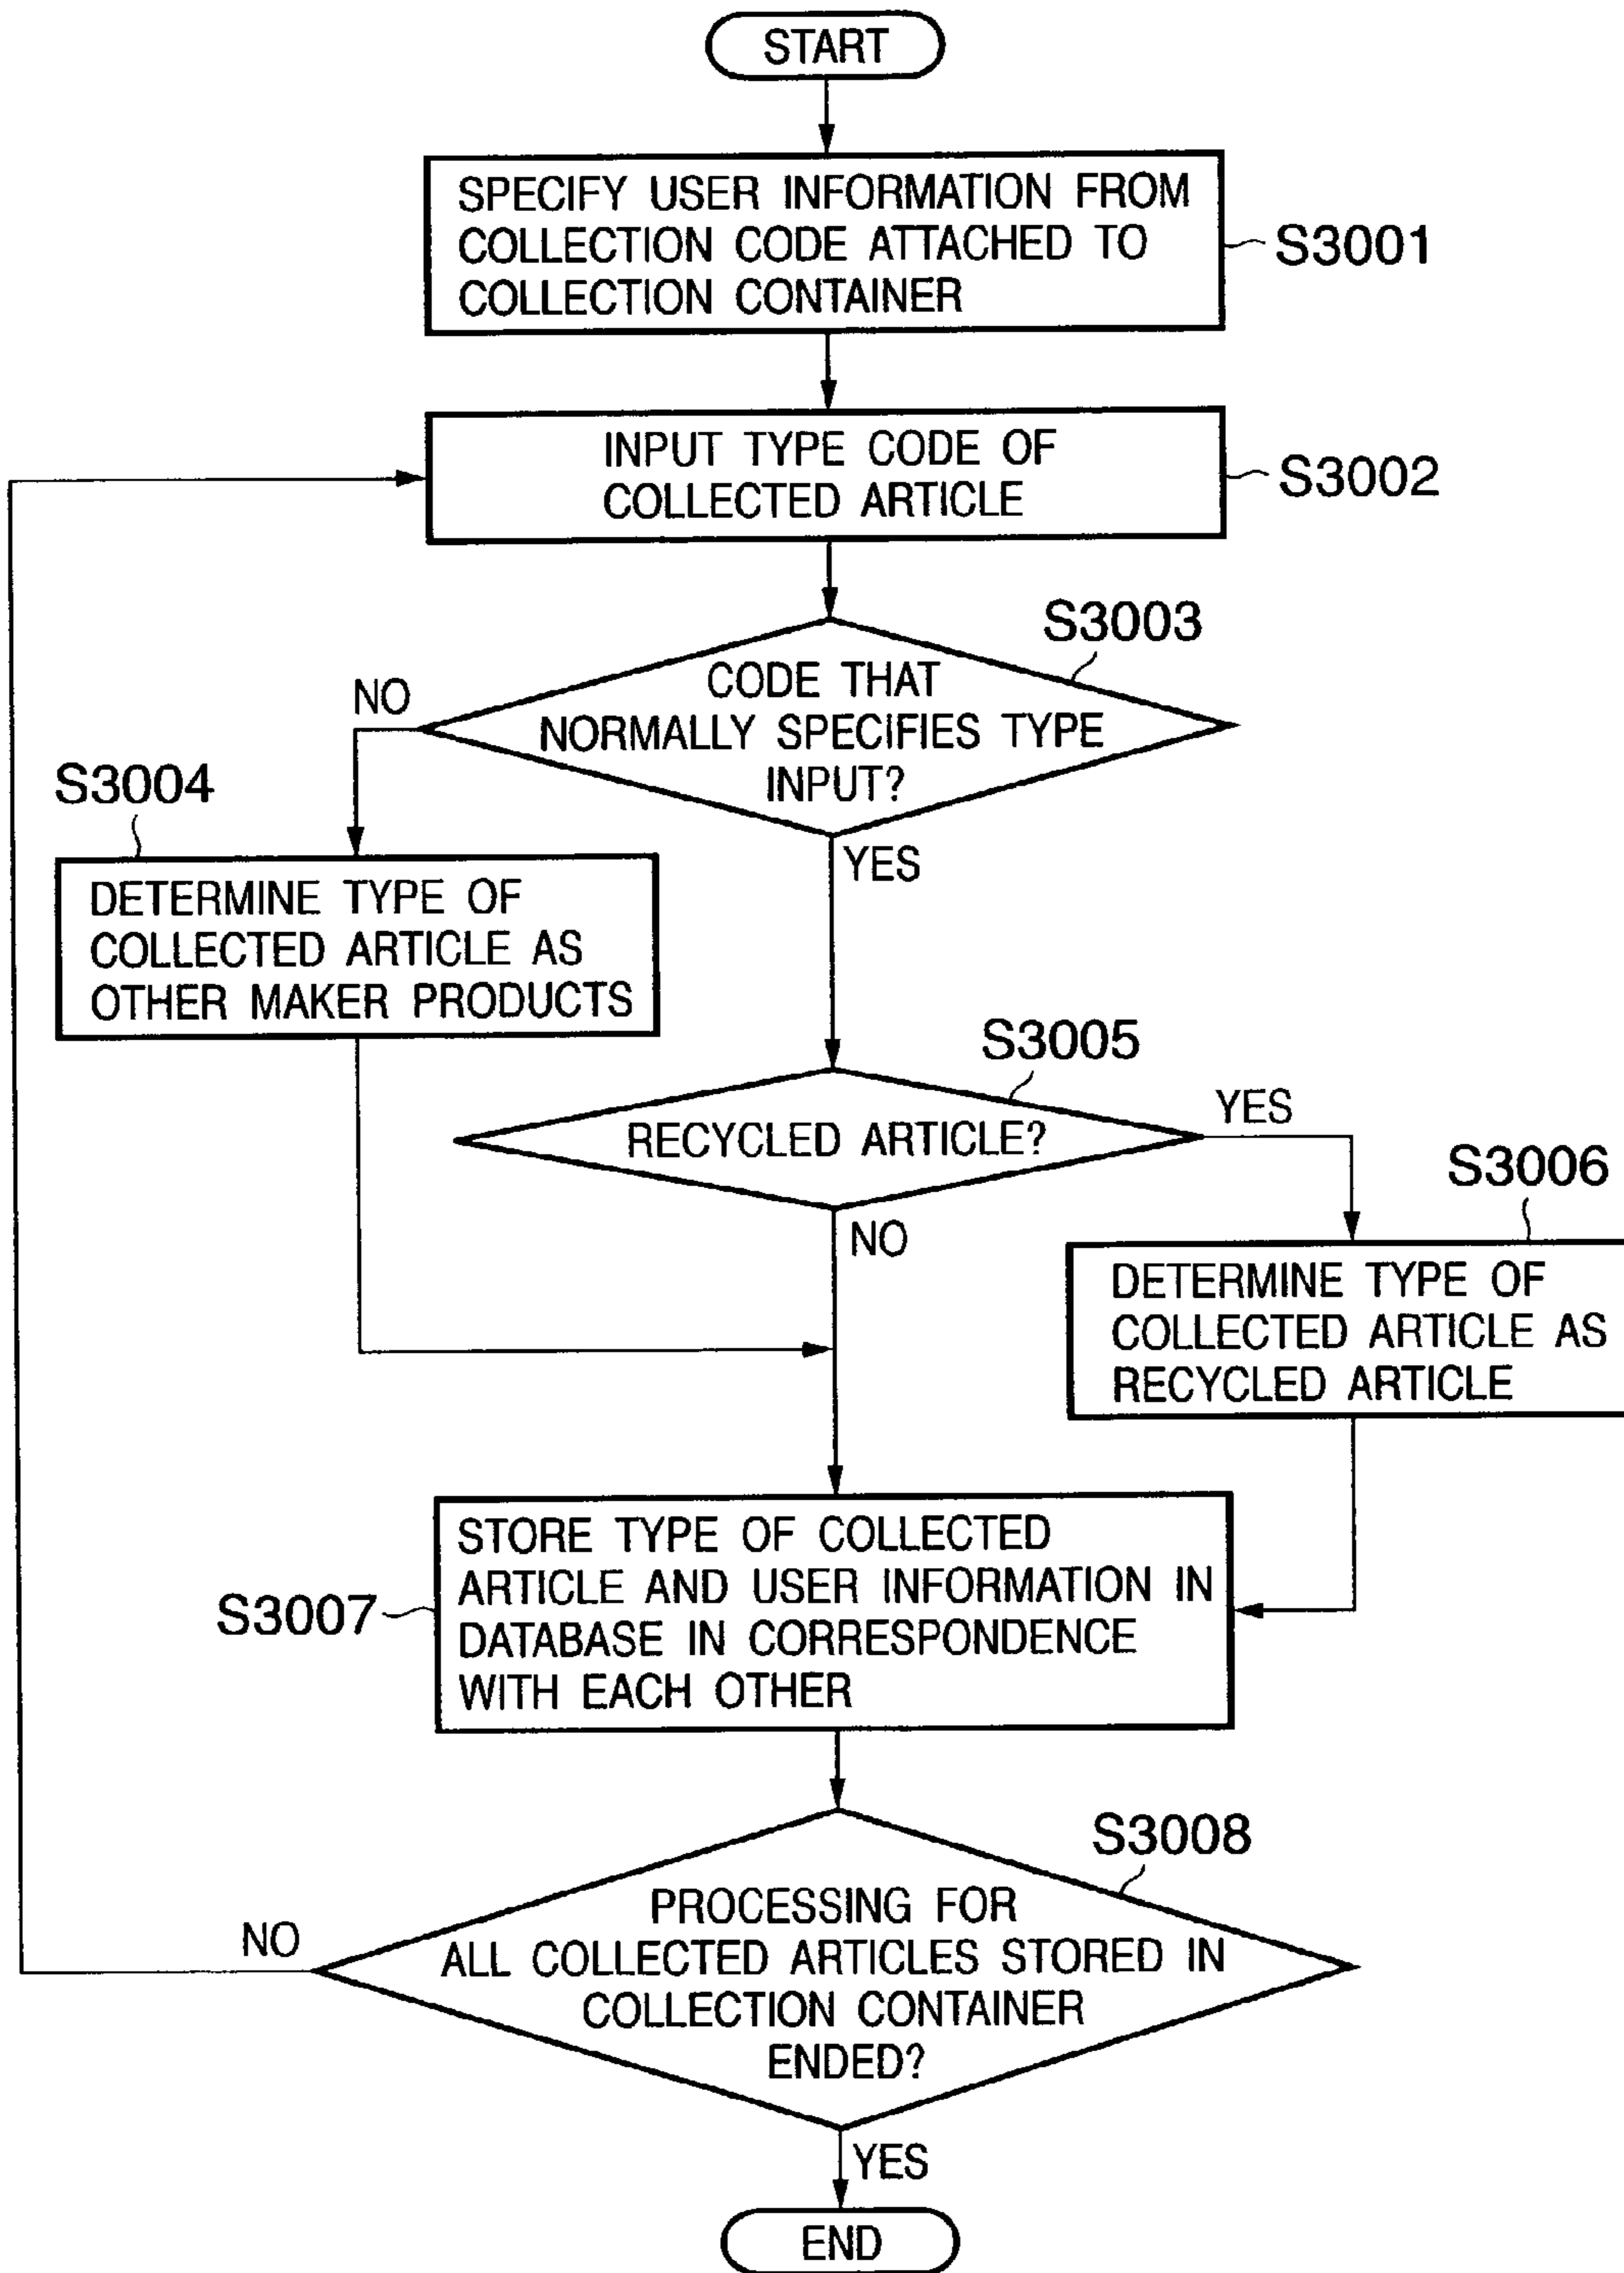 START
SPECIFY USER INFORMATION FROM
COLLECTION CODE ATTACHED TO
COLLECTION CONTAINER
S3001
INPUT TYPE CODE OF
COLLECTED ARTICLE
S3002
S3003
CODE THAT
NORMALLY SPECIFIES TYPE
INPUT?
NO
YES
S3004
DETERMINE TYPE OF
COLLECTED ARTICLE AS
OTHER MAKER PRODUCTS
S3005
RECYCLED ARTICLE?
YES
NO
S3006
DETERMINE TYPE OF
COLLECTED ARTICLE AS
RECYCLED ARTICLE
S3007
STORE TYPE OF COLLECTED
ARTICLE AND USER INFORMATION IN
DATABASE IN CORRESPONDENCE
WITH EACH OTHER
S3008
PROCESSING FOR
ALL COLLECTED ARTICLES STORED IN
COLLECTION CONTAINER
ENDED?
NO
YES
END